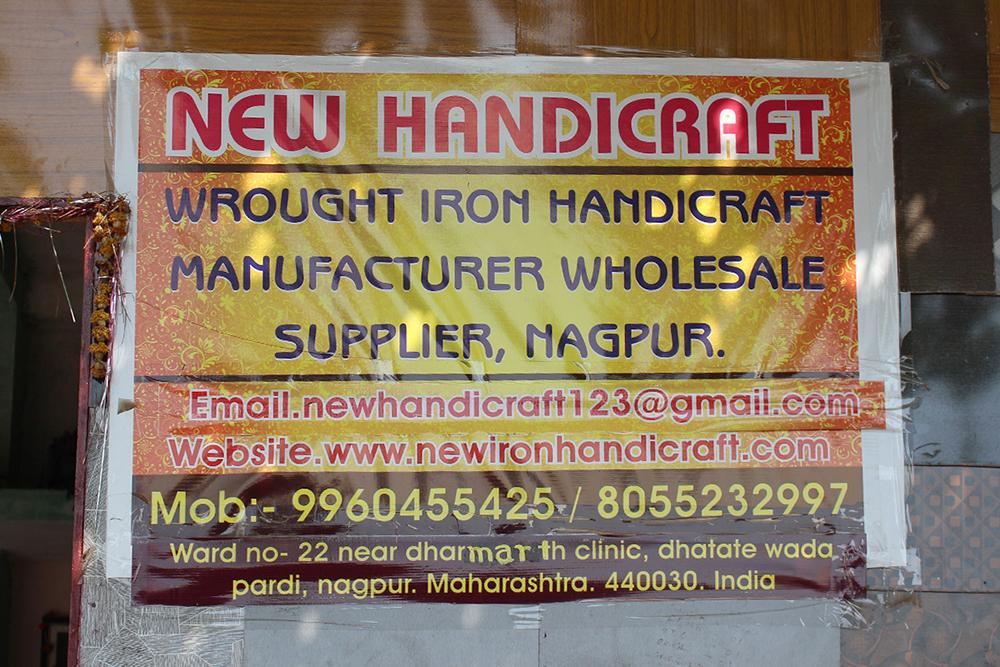 NEW HANDICRAFT
WROUGHT IRON HANDICRAFT
MANUFACTURER WHOLESALE
SUPPLIER, NAGPUR.
Email.newhandicraft123@gmail.com
Website.www.newironhandicraft.com
Mob:- 9960455425 / 8055232997
Ward no- 22 near dharmarth clinic, dhatate wada
pardi, nagpur. Maharashtra. 440030. India